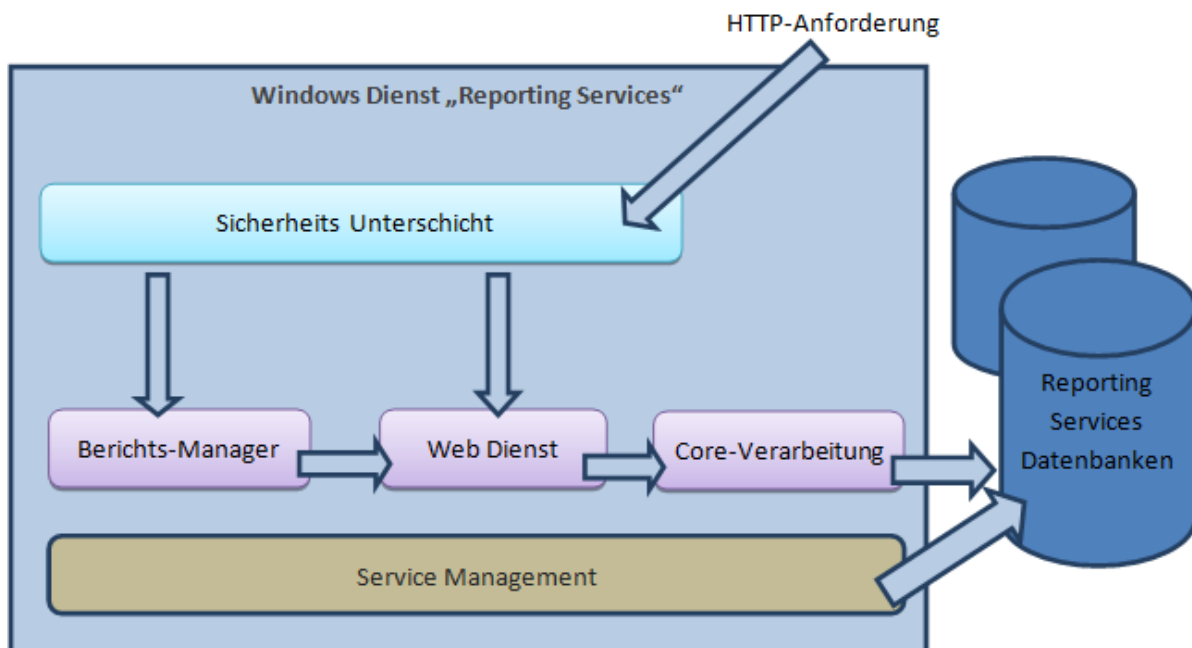 HTTP-Anforderung
Windows Dienst „Reporting Services“
Sicherheits Unterschicht
Berichts-Manager
Web Dienst
Core-Verarbeitung
Reporting
Services
Datenbanken
Service Management